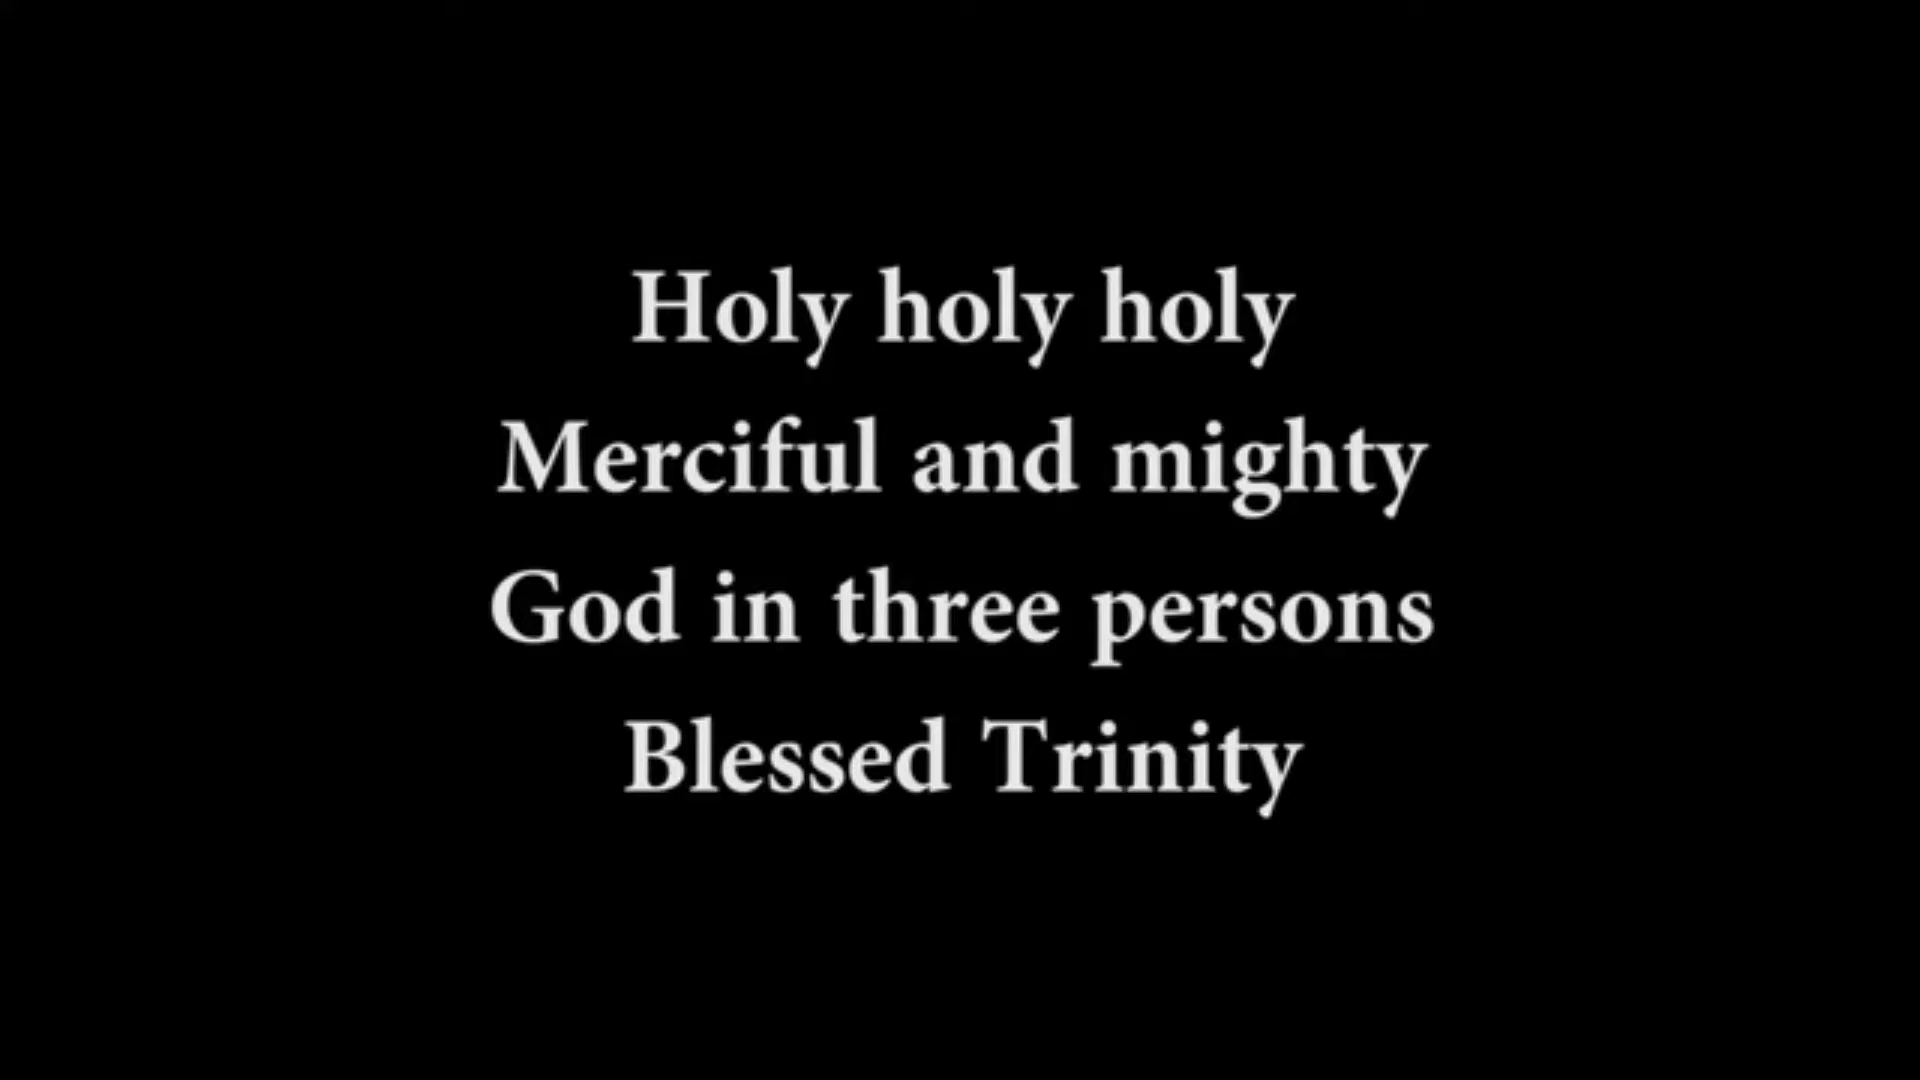 Holy holy holy
Merciful and mighty
God in three persons
Blessed Trinity